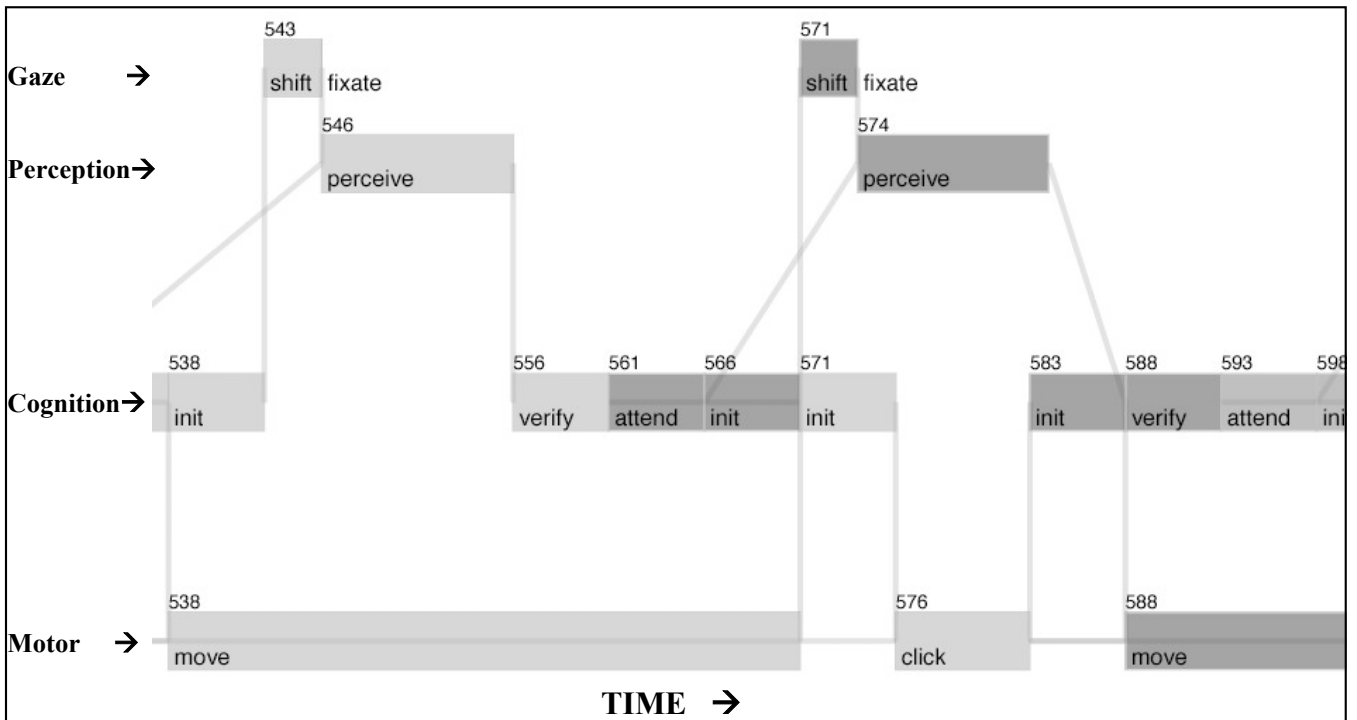 543 571
Gaze → shift fixate shift fixate
546 574
Perception→ perceive perceive
538 556 561 566 571 583 588 593 598
Cognition→ init verify attend init init init verify attend
538 576 588
Motor → move click move
TIME →